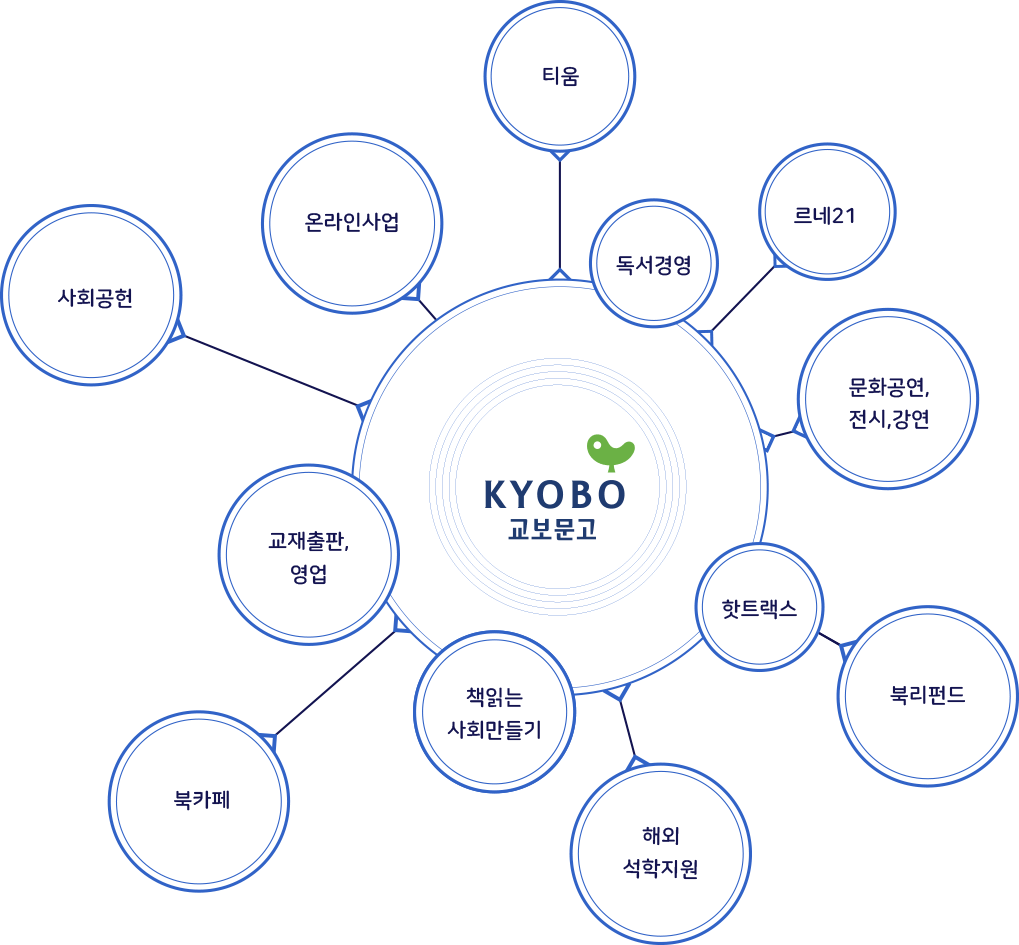 티움
온라인사업
르네21
독서경영
사회공헌
문화공연,
전시,강연
KYOBO
교보문고
교재출판,
영업
핫트랙스
북리펀드
책읽는
사회만들기
북카페
해외
석학지원